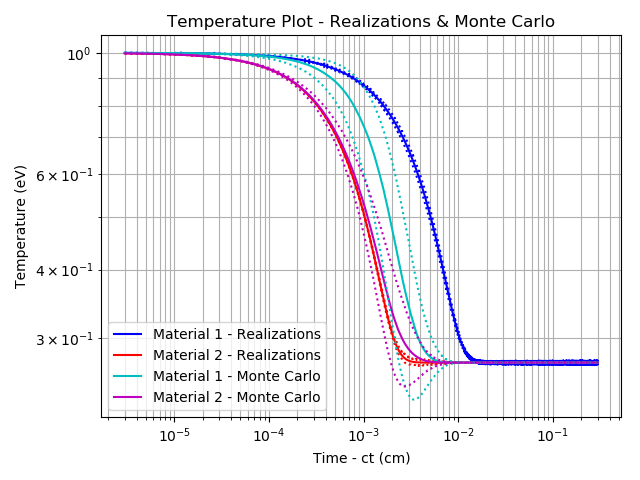 Temperature Plot - Realizations & Monte Carlo
Temperature (eV)
10⁰
6 × 10⁻¹
4 × 10⁻¹
3 × 10⁻¹
Material 1 - Realizations
Material 2 - Realizations
Material 1 - Monte Carlo
Material 2 - Monte Carlo
10⁻⁵ 10⁻⁴ 10⁻³ 10⁻² 10⁻¹
Time - ct (cm)